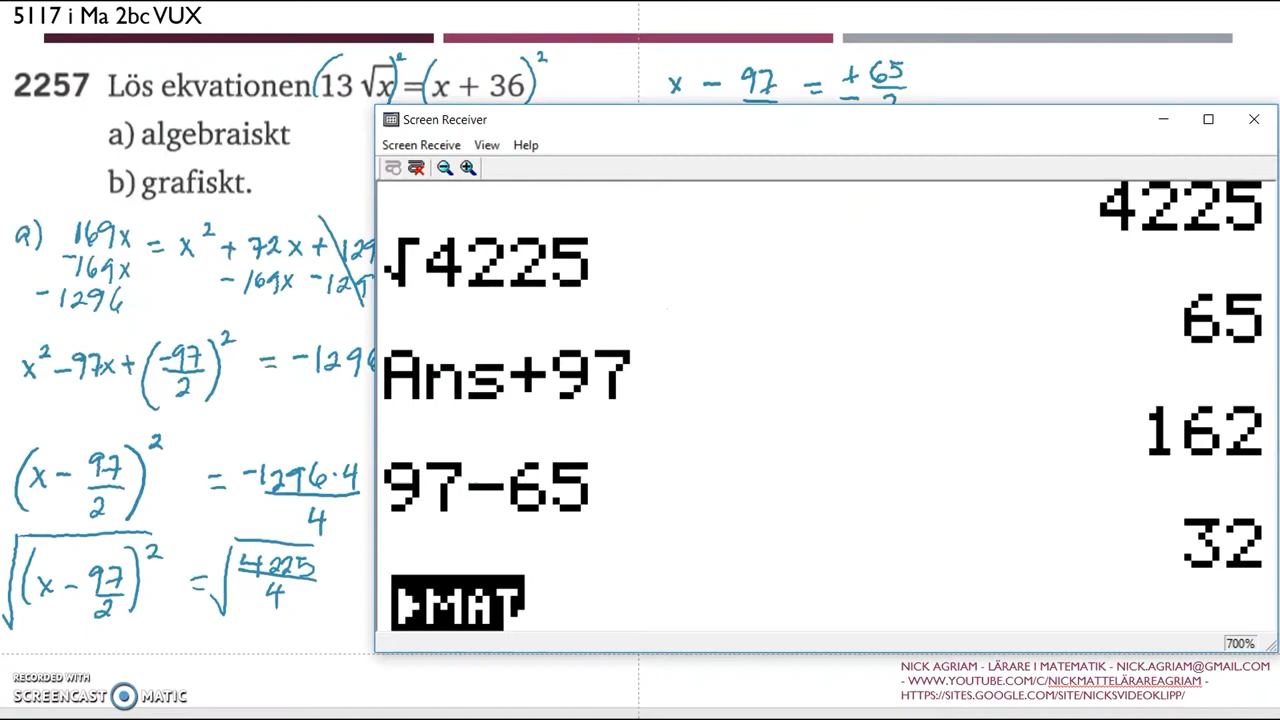 5117 i Ma 2bc VUX
2257 Lös ekvationen (13 √x)² = (x + 36)²
a) algebraiskt
b) grafiskt.
x - 97 = ± 65
2
a) 169x = x² + 72x + 129
-169x - 169x - 129
-1296
x² - 97x + (-97/2)² = -1296
(x - 97/2)² = -1296·4/4
√(x - 97/2)² = √4225/4
Screen Receiver
Screen Receive View Help
4225
√4225
65
Ans+97
162
97-65
32
▶MAT
700%
RECORDED WITH
SCREENCAST MATIC
NICK AGRIAM - LÄRARE I MATEMATIK - NICK.AGRIAM@GMAIL.COM
- WWW.YOUTUBE.COM/C/NICKMATTELÄRAREAGRIAM -
HTTPS://SITES.GOOGLE.COM/SITE/NICKSVIDEOKLIPP/